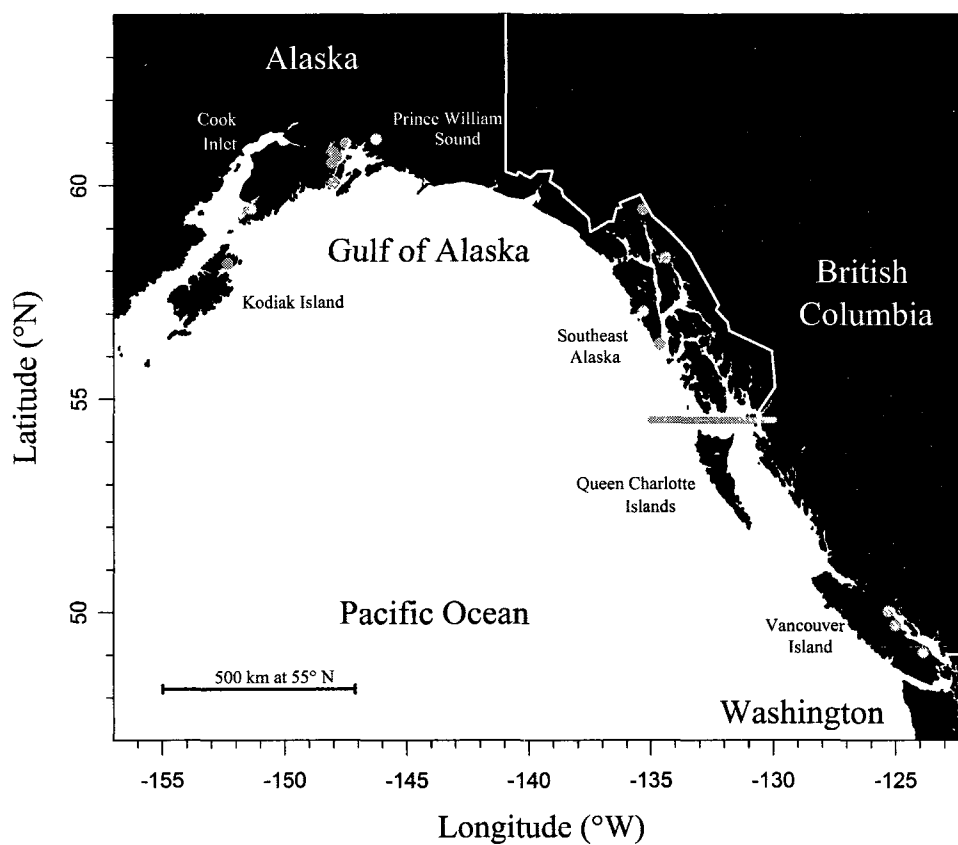 Alaska
Cook
Inlet
Prince William
Sound
Gulf of Alaska
Kodiak Island
British
Columbia
Southeast
Alaska
Queen Charlotte
Islands
Pacific Ocean
Vancouver
Island
500 km at 55° N
Washington
Latitude (°N)
60
55
50
-155
-150
-145
-140
-135
-130
-125
Longitude (°W)